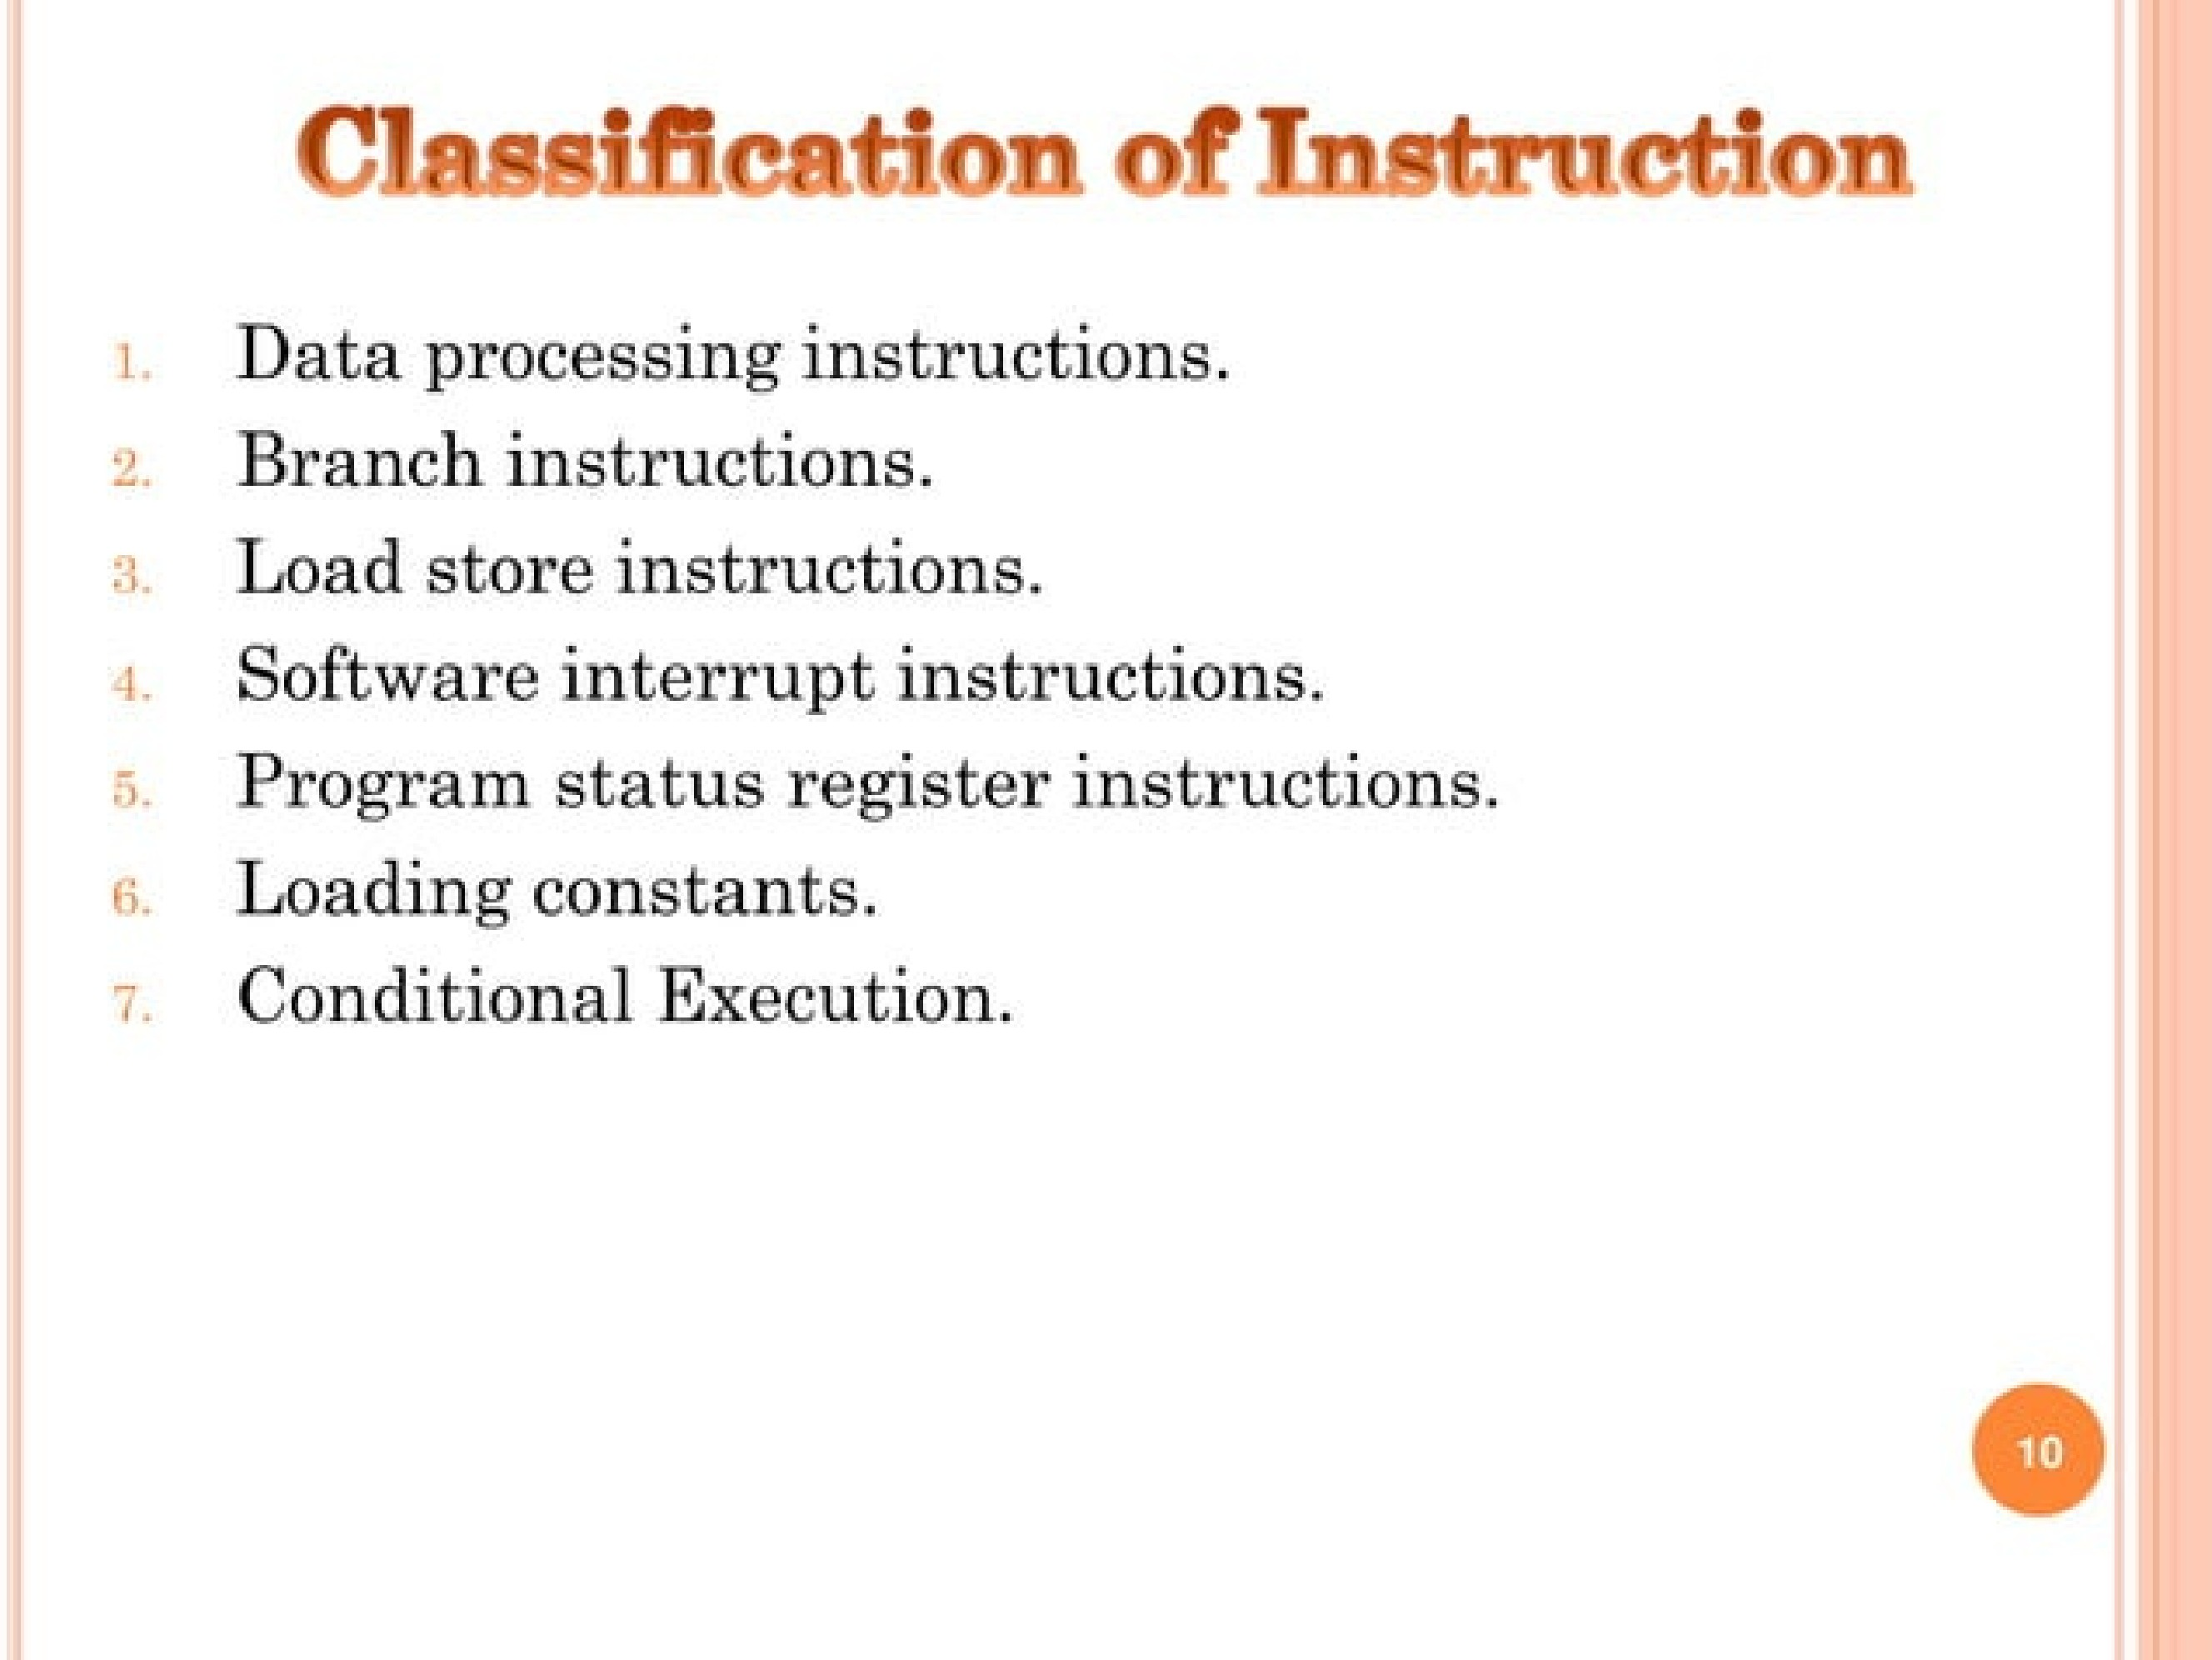 Classification of Instruction
1. Data processing instructions.
2. Branch instructions.
3. Load store instructions.
4. Software interrupt instructions.
5. Program status register instructions.
6. Loading constants.
7. Conditional Execution.
10